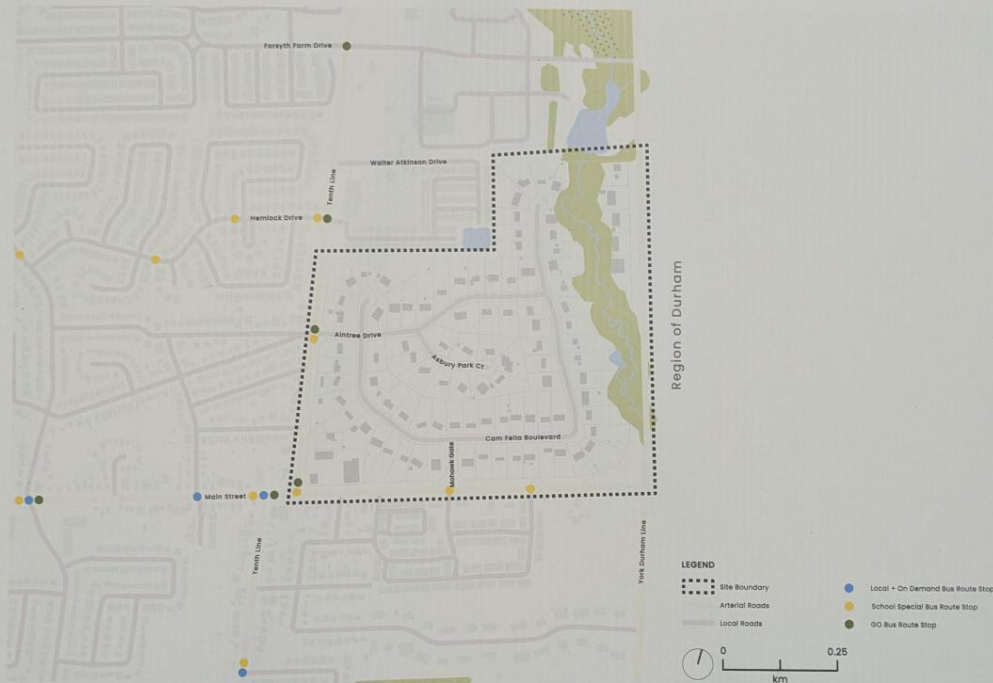 Forsyth Farm Drive
Walter Atkinson Drive
Tenth Line
Hemlock Drive
Region of Durham
Aintree Drive
Asbury Park Ct
Cam Fella Boulevard
Mohawk Gate
Main Street
Tenth Line
York Durham Line
LEGEND
Site Boundary
Arterial Roads
Local Roads
Local + On Demand Bus Route Stop
School Special Bus Route Stop
GO Bus Route Stop
0
0.25
km